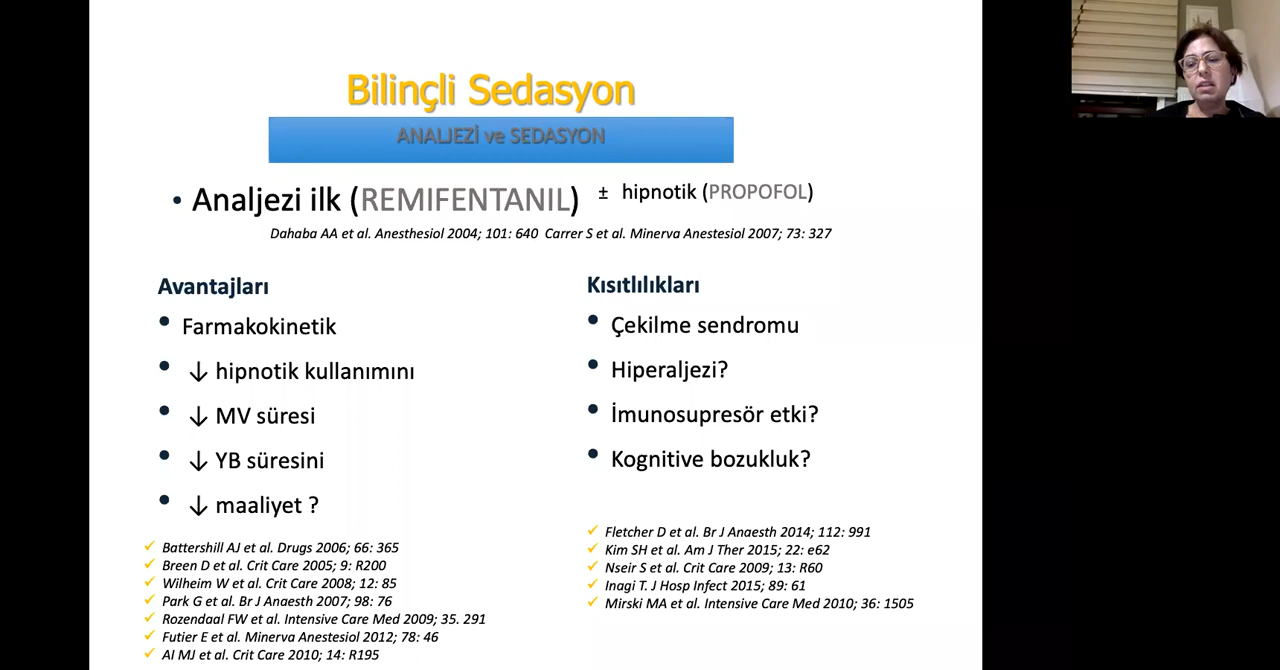 Bilinçli Sedasyon
ANALJEZİ ve SEDASYON
• Analjezi ilk (REMIFENTANIL) ± hipnotik (PROPOFOL)
Dahaba AA et al. Anesthesiol 2004; 101: 640 Carrer S et al. Minerva Anestesiol 2007; 73: 327
Avantajları
• Farmakokinetik
• ↓ hipnotik kullanımını
• ↓ MV süresi
• ↓ YB süresini
• ↓ maaliyet ?
✓ Battershill AJ et al. Drugs 2006; 66: 365
✓ Breen D et al. Crit Care 2005; 9: R200
✓ Wilheim W et al. Crit Care 2008; 12: 85
✓ Park G et al. Br J Anaesth 2007; 98: 76
✓ Rozendaal FW et al. Intensive Care Med 2009; 35. 291
✓ Futier E et al. Minerva Anestesiol 2012; 78: 46
✓ Al MJ et al. Crit Care 2010; 14: R195
Kısıtlılıkları
• Çekilme sendromu
• Hiperaljezi?
• İmunosupresör etki?
• Kognitive bozukluk?
✓ Fletcher D et al. Br J Anaesth 2014; 112: 991
✓ Kim SH et al. Am J Ther 2015; 22: e62
✓ Nseir S et al. Crit Care 2009; 13: R60
✓ Inagi T. J Hosp Infect 2015; 89: 61
✓ Mirski MA et al. Intensive Care Med 2010; 36: 1505